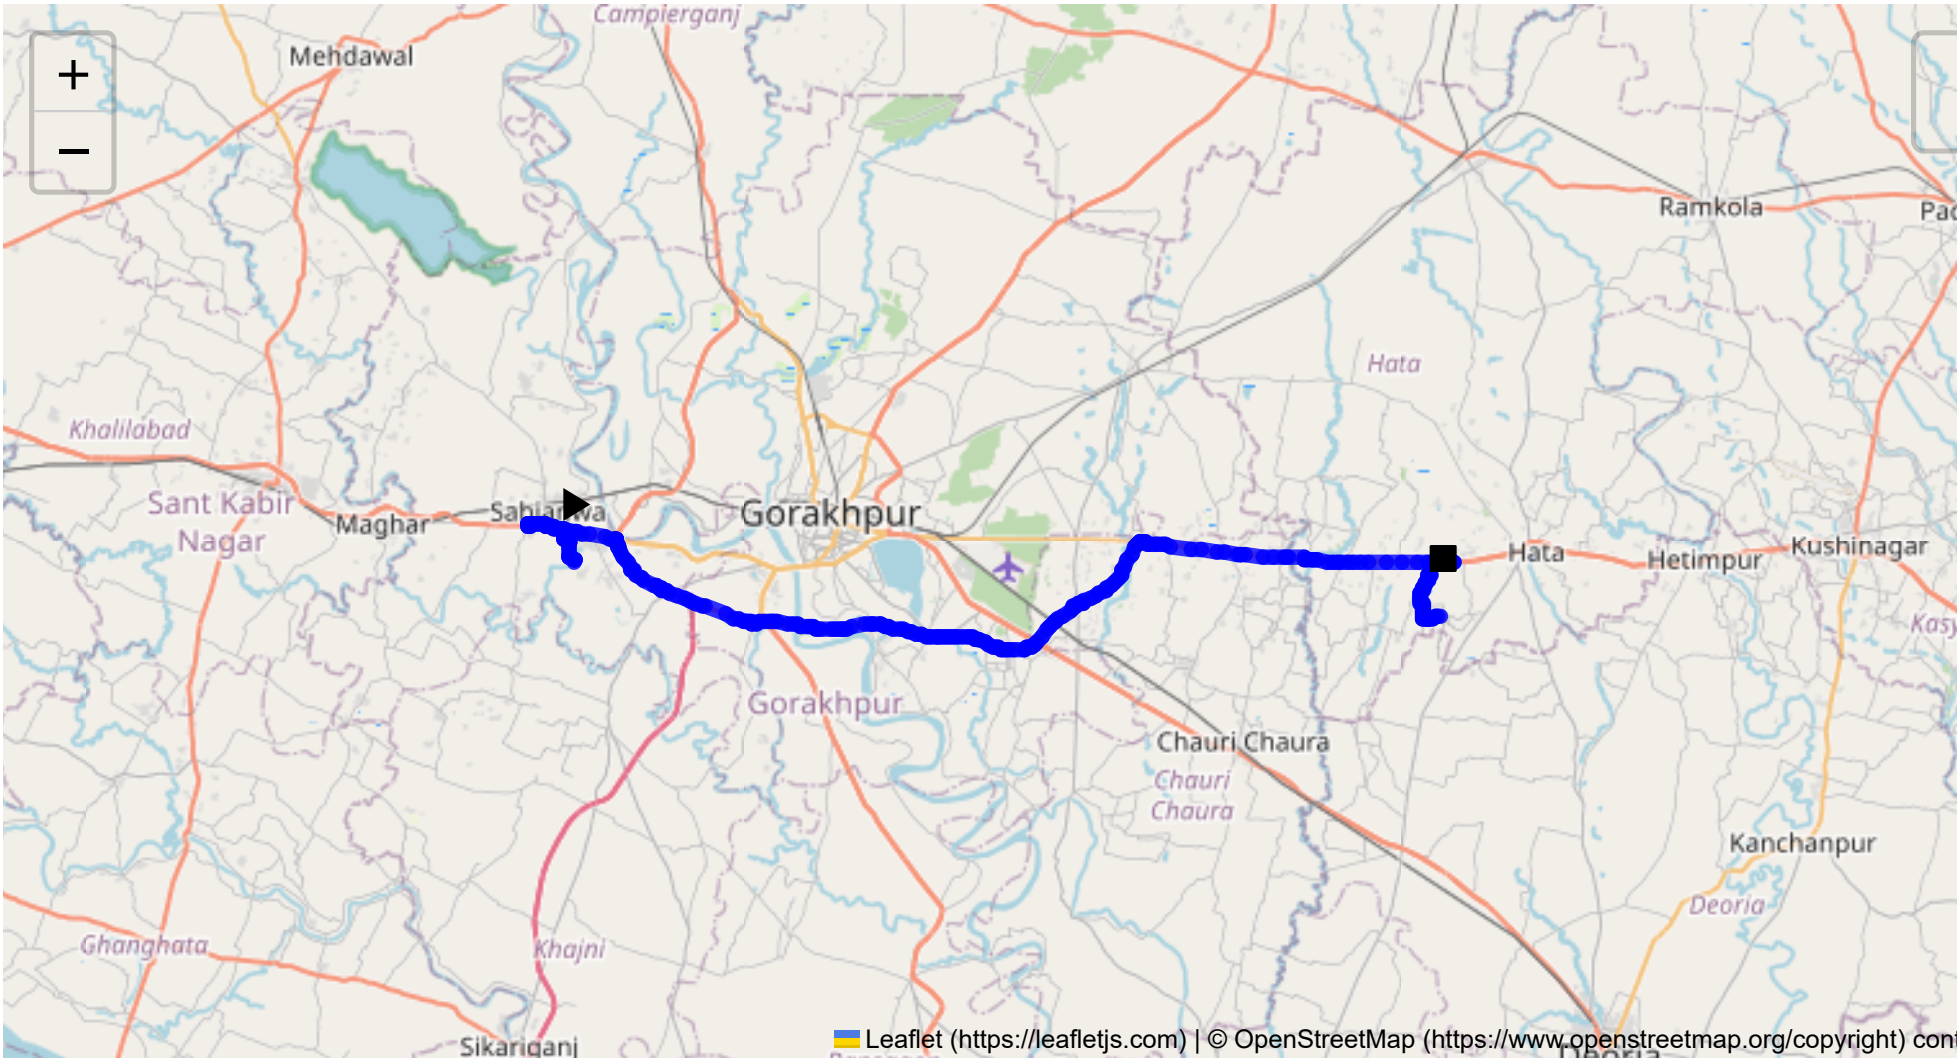 Campierganj
Mehdawal
+
−
Ramkola
Hata
Khalilabad
Sant Kabir
Nagar
Maghar
Gorakhpur
Hata
Hetimpur
Kushinagar
Gorakhpur
Chauri Chaura
Chauri
Chaura
Kanchanpur
Deoria
Ghanghata
Khajni
Sikariganj
Leaflet (https://leafletjs.com) | © OpenStreetMap (https://www.openstreetmap.org/copyright) con
Deoria